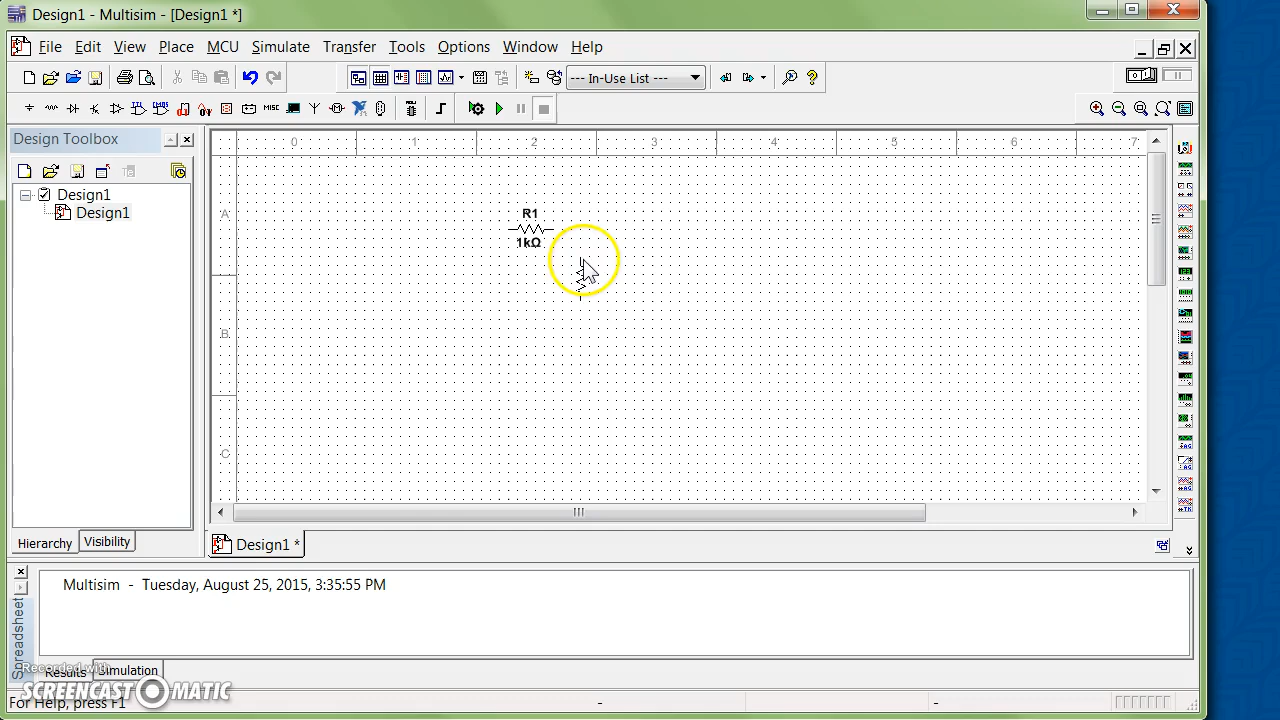 Design1 - Multisim - [Design1 *]
File Edit View Place MCU Simulate Transfer Tools Options Window Help
--- In-Use List ---
MISC
Design Toolbox
0 1 2 3 4 5 6 7
Design1
Design1
A
R1
1kΩ
B
C
Hierarchy Visibility
Design1 *
Multisim - Tuesday, August 25, 2015, 3:35:55 PM
Spreadsheet
Results Simulation
Recorded with
SCREENCAST MATIC
For Help, press F1
- -